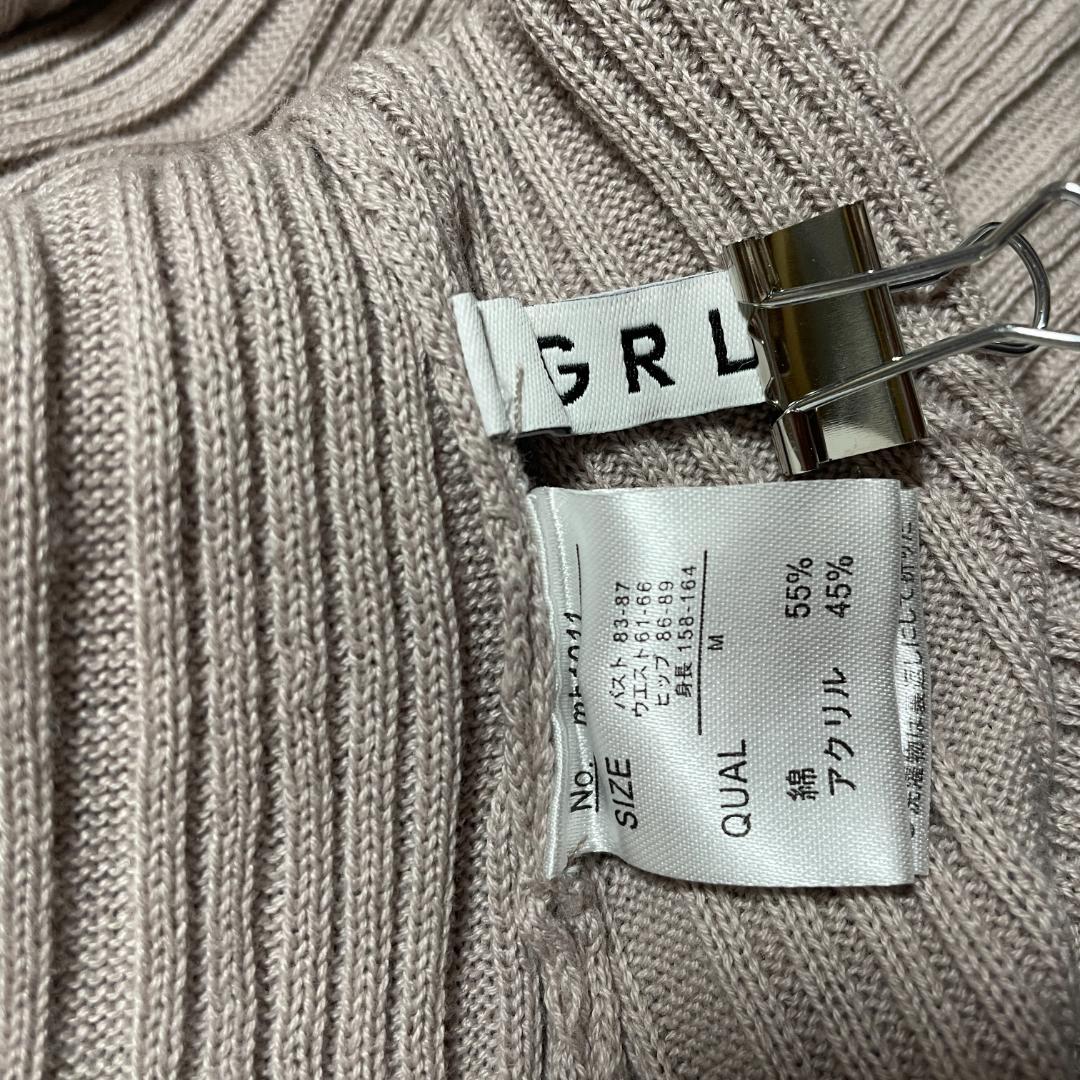 GRL
No.
SIZE
バスト 83-87
ウエスト 61-66
ヒップ 86-89
身長 158-164
M
QUAL
綿 55%
アクリル 45%